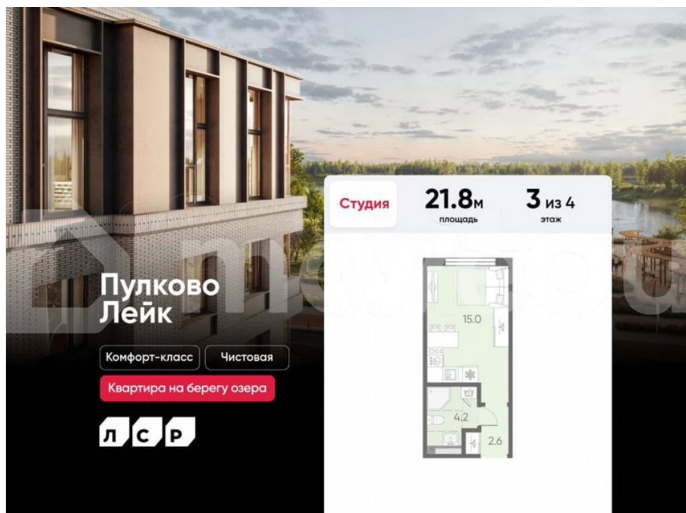 Студия
21.8м
площадь
3 из 4
этаж
Пулково
Лейк
Комфорт-класс
Чистовая
Квартира на берегу озера
ЛСР
15.0
4.2
2.6